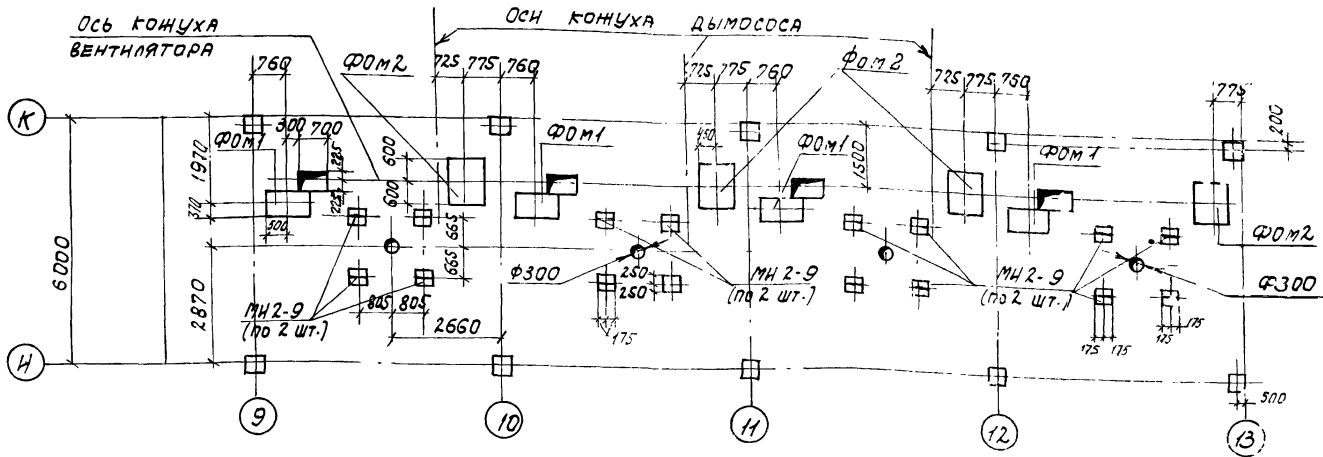 ОСЬ КОЖУХА
ВЕНТИЛЯТОРА
ОСИ КОЖУХА ДЫМОСОСА
760
ФОМ2
725 775 760
725 775 760
ФОМ2
725 775 750
775
К
300 700
ФОМ1
1970
370
225
225
500
600
600
ФОМ1
450
ФОМ1
1500
ФОМ1
200
6000
2870
665
665
Ф300
250
250
МН2-9
(по 2 шт.)
МН2-9
(по 2 шт.)
ФОМ2
Ф300
МН2-9
(по 2 шт.)
805 805
2660
175
175 175
175
И
500
9
10
11
12
13